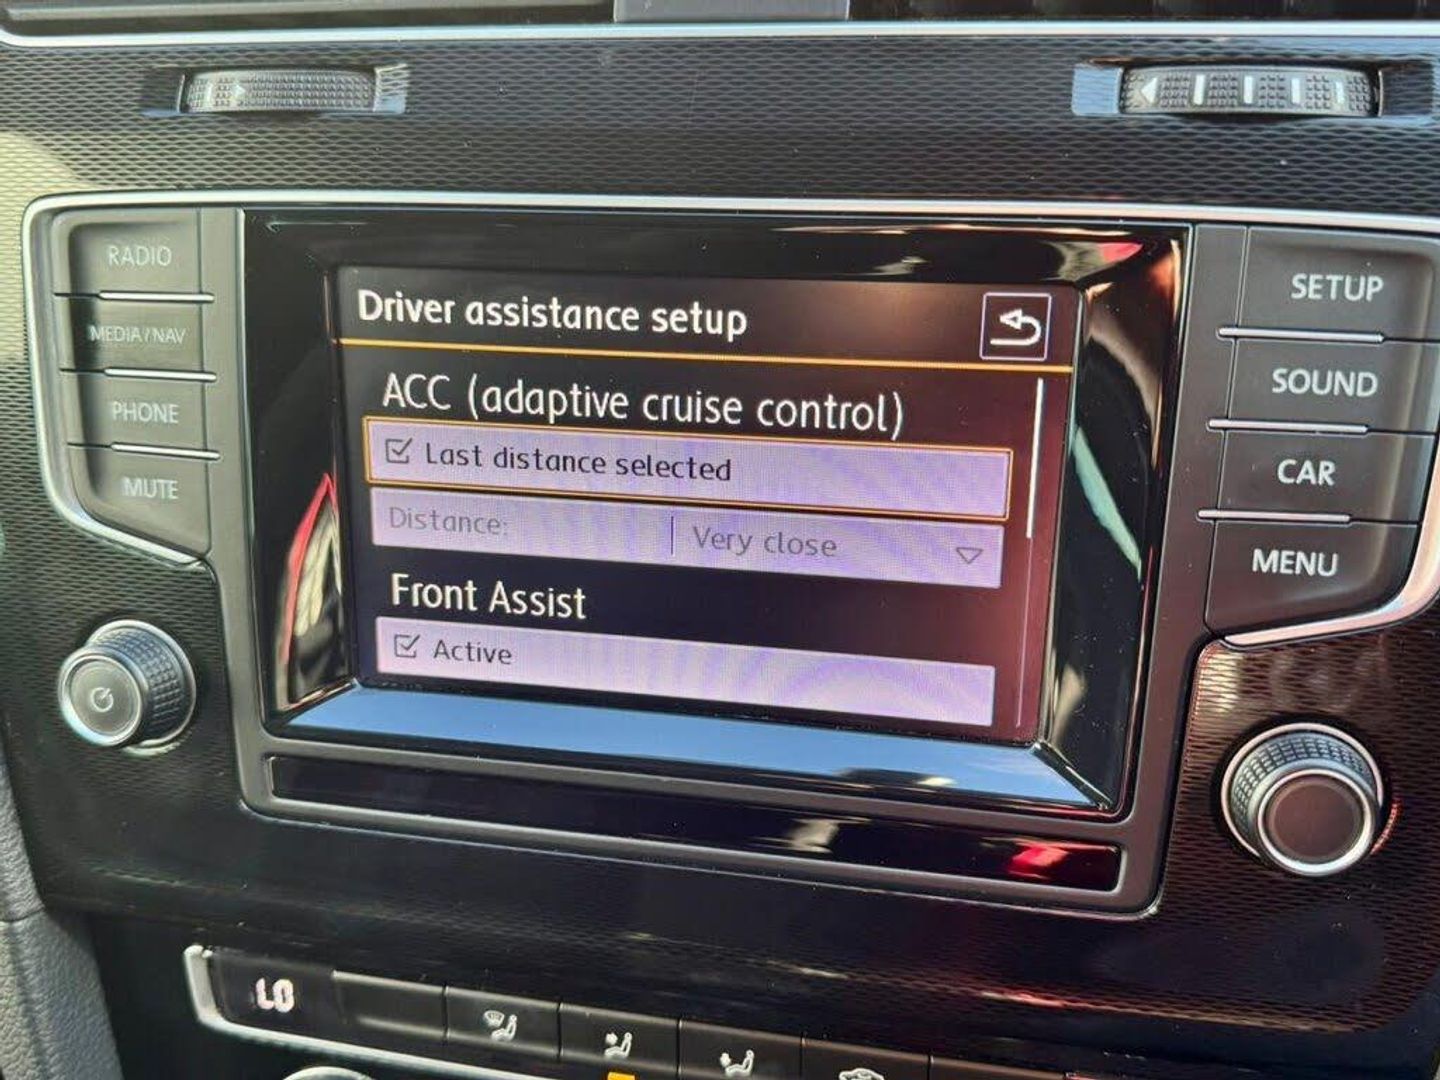 RADIO
MEDIA / NAV
PHONE
MUTE
Driver assistance setup
ACC (adaptive cruise control)
Last distance selected
Distance:
Very close
Front Assist
Active
SETUP
SOUND
CAR
MENU
LO